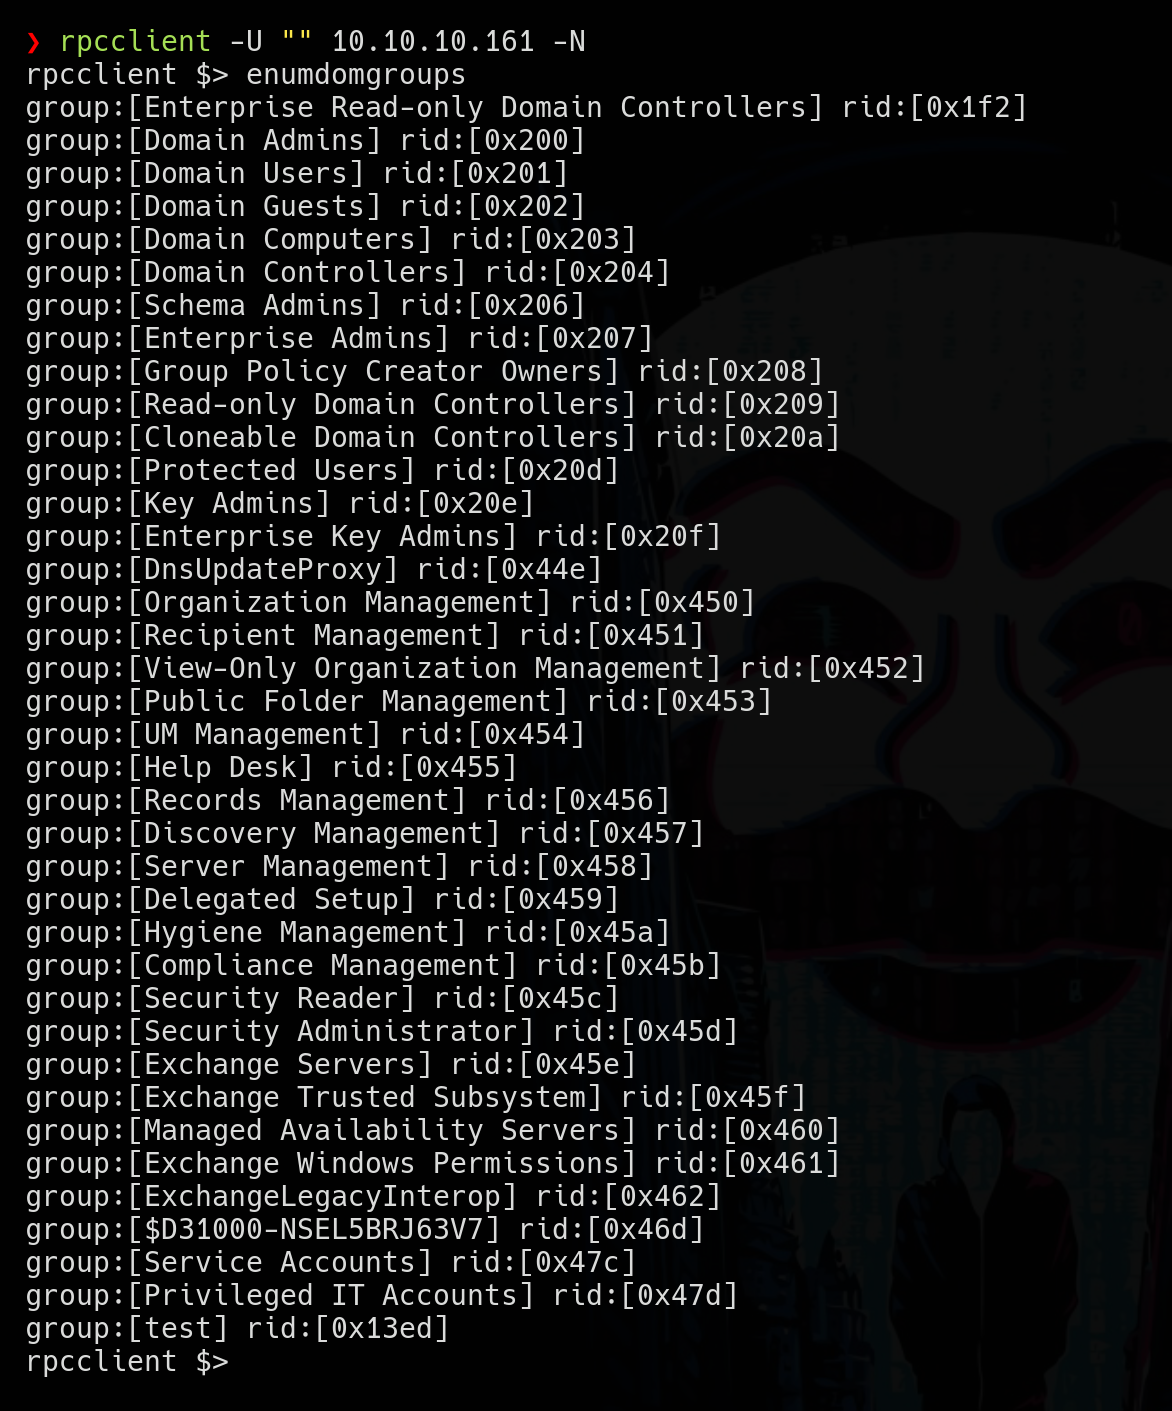 ❯ rpcclient -U "" 10.10.10.161 -N
rpcclient $> enumdomgroups
group:[Enterprise Read-only Domain Controllers] rid:[0x1f2]
group:[Domain Admins] rid:[0x200]
group:[Domain Users] rid:[0x201]
group:[Domain Guests] rid:[0x202]
group:[Domain Computers] rid:[0x203]
group:[Domain Controllers] rid:[0x204]
group:[Schema Admins] rid:[0x206]
group:[Enterprise Admins] rid:[0x207]
group:[Group Policy Creator Owners] rid:[0x208]
group:[Read-only Domain Controllers] rid:[0x209]
group:[Cloneable Domain Controllers] rid:[0x20a]
group:[Protected Users] rid:[0x20d]
group:[Key Admins] rid:[0x20e]
group:[Enterprise Key Admins] rid:[0x20f]
group:[DnsUpdateProxy] rid:[0x44e]
group:[Organization Management] rid:[0x450]
group:[Recipient Management] rid:[0x451]
group:[View-Only Organization Management] rid:[0x452]
group:[Public Folder Management] rid:[0x453]
group:[UM Management] rid:[0x454]
group:[Help Desk] rid:[0x455]
group:[Records Management] rid:[0x456]
group:[Discovery Management] rid:[0x457]
group:[Server Management] rid:[0x458]
group:[Delegated Setup] rid:[0x459]
group:[Hygiene Management] rid:[0x45a]
group:[Compliance Management] rid:[0x45b]
group:[Security Reader] rid:[0x45c]
group:[Security Administrator] rid:[0x45d]
group:[Exchange Servers] rid:[0x45e]
group:[Exchange Trusted Subsystem] rid:[0x45f]
group:[Managed Availability Servers] rid:[0x460]
group:[Exchange Windows Permissions] rid:[0x461]
group:[ExchangeLegacyInterop] rid:[0x462]
group:[$D31000-NSEL5BRJ63V7] rid:[0x46d]
group:[Service Accounts] rid:[0x47c]
group:[Privileged IT Accounts] rid:[0x47d]
group:[test] rid:[0x13ed]
rpcclient $>